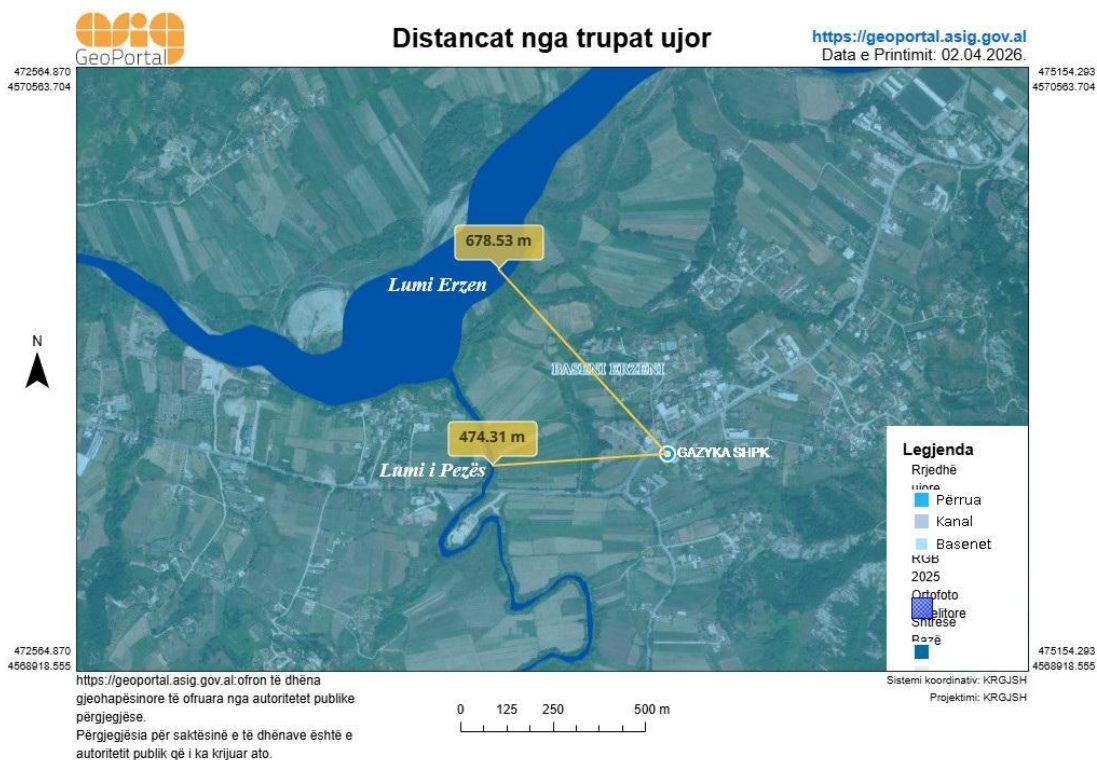 asig
GeoPortal
Distancat nga trupat ujor
https://geoportal.asig.gov.al
Data e Printimit: 02.04.2026.
472564.870
4570563.704
475154.293
4570563.704
678.53 m
Lumi Erzen
N
BASENI ERZENI
474.31 m
GAZYKA SHPK
Lumi i Pezës
Legjenda
Rrjedhë
ujore
Përrua
Kanal
Basenet
RGB
2025
Ortofoto
Shtresë
Bazë
472564.870
4568918.555
475154.293
4568918.555
https://geoportal.asig.gov.al:ofron të dhëna
gjeohapësinore të ofruara nga autoritetet publike
përgjegjëse.
Përgjegjësia për saktësinë e të dhënave është e
autoritetit publik që i ka krijuar ato.
0 125 250 500 m
Sistemi koordinativ: KRGJSH
Projektimi: KRGJSH